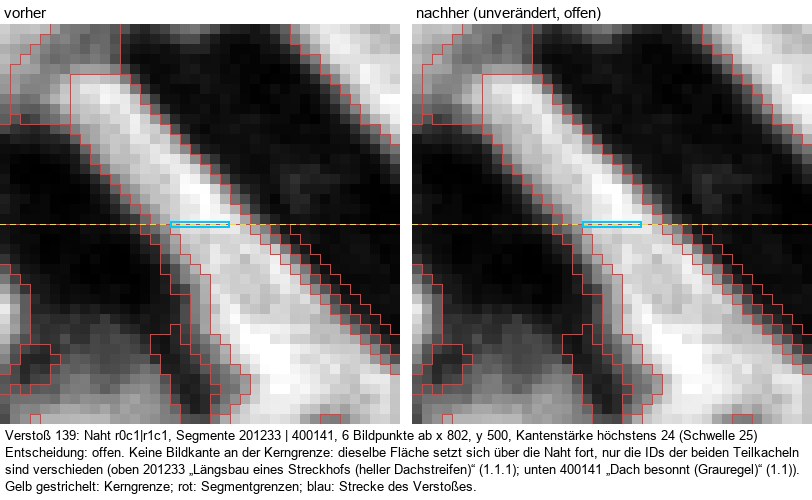 vorher
nachher (unverändert, offen)
Verstoß 139: Naht r0c1|r1c1, Segmente 201233 | 400141, 6 Bildpunkte ab x 802, y 500, Kantenstärke höchstens 24 (Schwelle 25)
Entscheidung: offen. Keine Bildkante an der Kerngrenze: dieselbe Fläche setzt sich über die Naht fort, nur die IDs der beiden Teilkacheln
sind verschieden (oben 201233 „Längsbau eines Streckhofs (heller Dachstreifen)“ (1.1.1); unten 400141 „Dach besonnt (Grauregel)“ (1.1)).
Gelb gestrichelt: Kerngrenze; rot: Segmentgrenzen; blau: Strecke des Verstoßes.